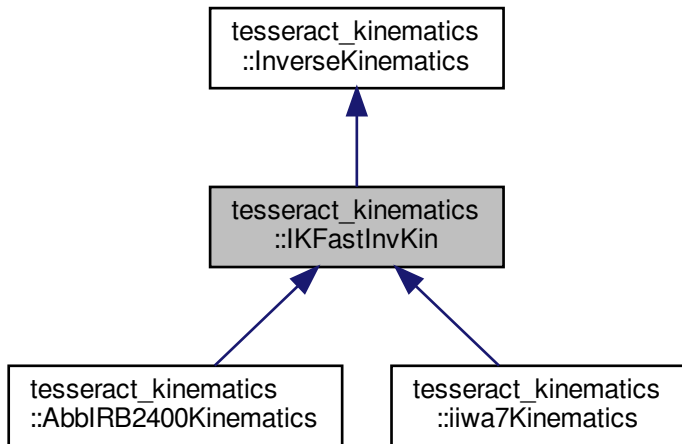 tesseract_kinematics
::InverseKinematics
tesseract_kinematics
::IKFastInvKin
tesseract_kinematics
::AbbIRB2400Kinematics
tesseract_kinematics
::iiwa7Kinematics